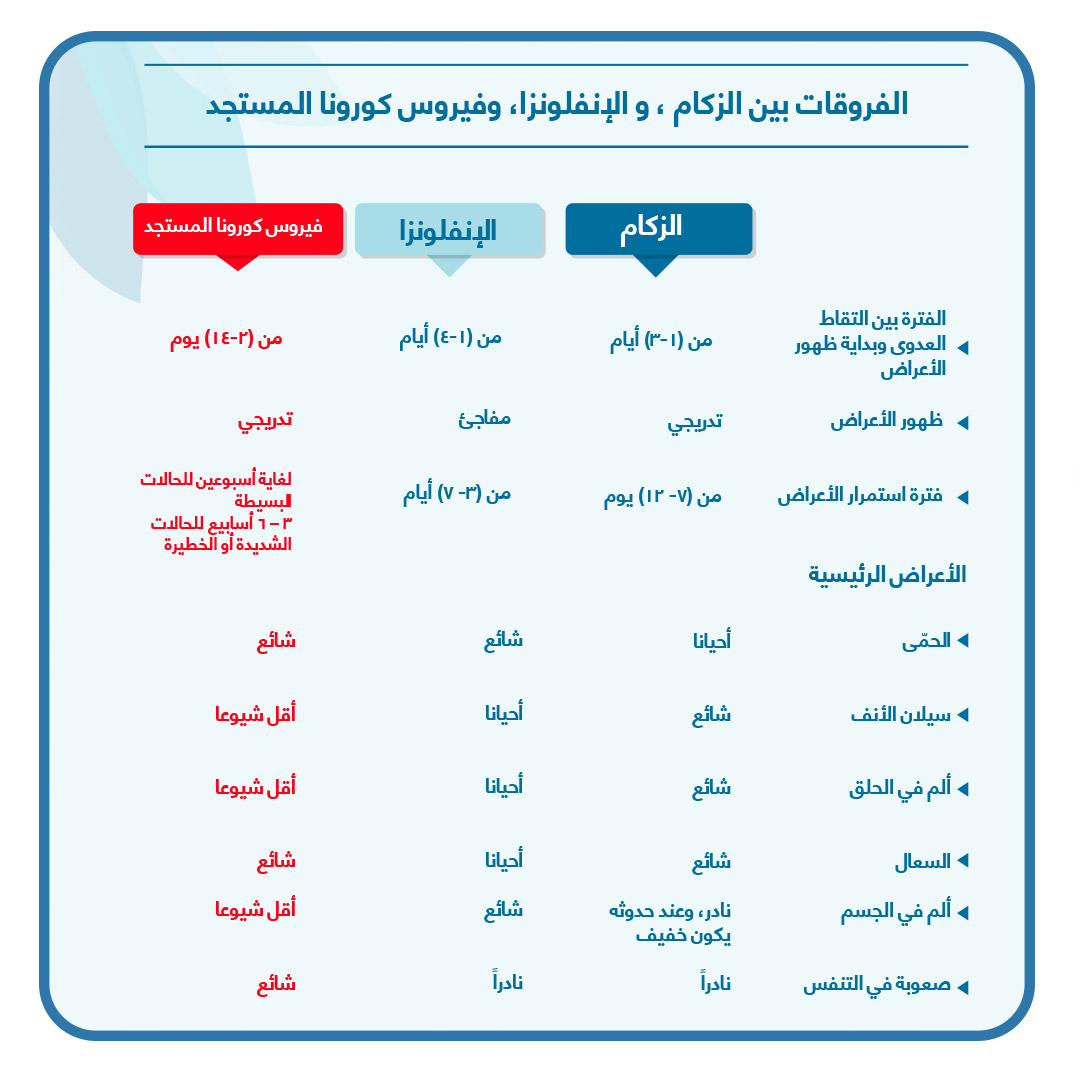 الفروقات بين الزكام ، و الإنفلونزا، وفيروس كورونا المستجد
الزكام
الإنفلونزا
فيروس كورونا المستجد
الفترة بين التقاط
العدوى وبداية ظهور
الأعراض
من (١-٣) أيام
من (١-٤) أيام
من (٢-١٤) يوم
ظهور الأعراض
تدريجي
مفاجئ
تدريجي
فترة استمرار الأعراض
من (٧- ١٢) يوم
من (٣- ٧) أيام
لغاية أسبوعين للحالات
البسيطة
٣ – ٦ أسابيع للحالات
الشديدة أو الخطيرة
الأعراض الرئيسية
الحمّى
أحيانا
شائع
شائع
سيلان الأنف
شائع
أحيانا
أقل شيوعا
ألم في الحلق
شائع
أحيانا
أقل شيوعا
السعال
شائع
أحيانا
شائع
ألم في الجسم
نادر، وعند حدوثه
يكون خفيف
شائع
أقل شيوعا
صعوبة في التنفس
نادراً
نادراً
شائع